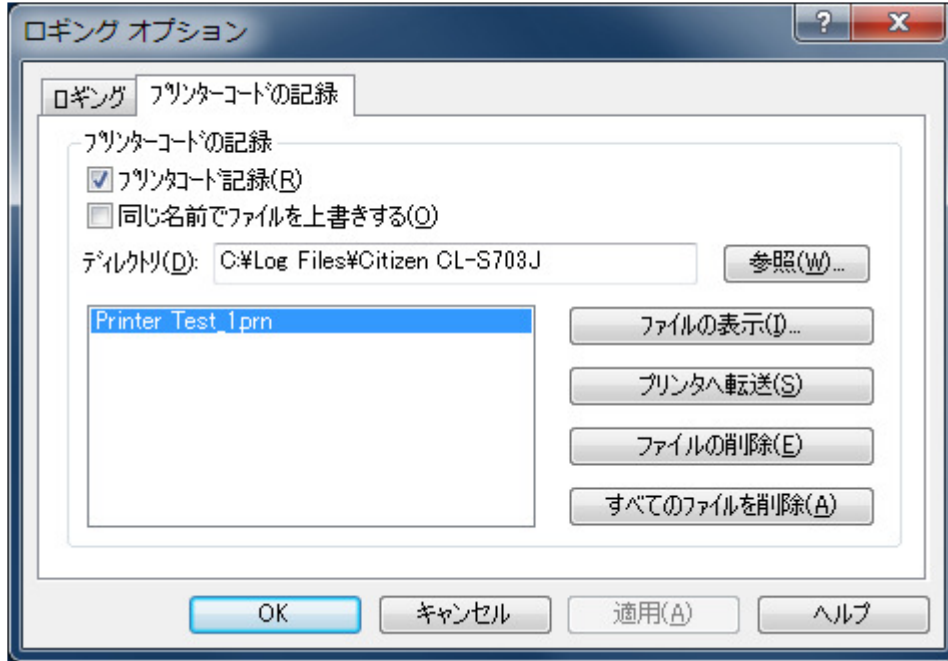 ロギング オプション
ロギング
プリンターコードの記録
プリンターコードの記録
プリンタコード記録(R)
同じ名前でファイルを上書きする(O)
ディレクトリ(D): C:¥Log Files¥Citizen CL-S703J 参照(W)...
Printer Test_1.prn
ファイルの表示(I)...
プリンタへ転送(S)
ファイルの削除(E)
すべてのファイルを削除(A)
OK キャンセル 適用(A) ヘルプ